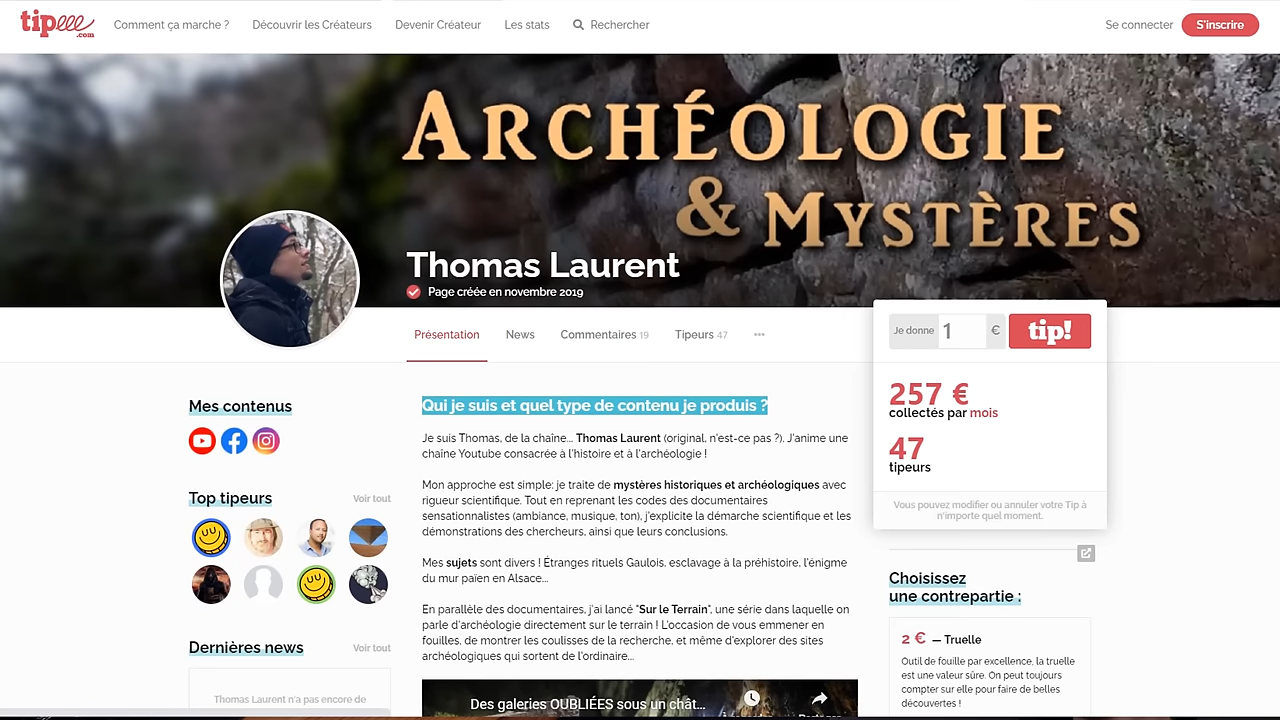 tipeee
.com
Comment ça marche ?
Découvrir les Créateurs
Devenir Créateur
Les stats
Rechercher
Se connecter
S'inscrire
ARCHÉOLOGIE
& MYSTÈRES
Thomas Laurent
Page créée en novembre 2019
Présentation
News
Commentaires 19
Tipeurs 47
Je donne 1 €
tip!
257 €
collectés par mois
47
tipeurs
Vous pouvez modifier ou annuler votre Tip à
n'importe quel moment.
Mes contenus
Top tipeurs
Voir tout
Dernières news
Voir tout
Thomas Laurent n'a pas encore de
Qui je suis et quel type de contenu je produis ?
Je suis Thomas, de la chaîne... Thomas Laurent (original, n'est-ce pas ?). J'anime une
chaîne Youtube consacrée à l'histoire et à l'archéologie !
Mon approche est simple: je traite de mystères historiques et archéologiques avec
rigueur scientifique. Tout en reprenant les codes des documentaires
sensationnalistes (ambiance, musique, ton), j'explicite la démarche scientifique et les
démonstrations des chercheurs, ainsi que leurs conclusions.
Mes sujets sont divers ! Étranges rituels Gaulois, esclavage à la préhistoire, l'énigme
du mur païen en Alsace...
En parallèle des documentaires, j'ai lancé "Sur le Terrain", une série dans laquelle on
parle d'archéologie directement sur le terrain ! L'occasion de vous emmener en
fouilles, de montrer les coulisses de la recherche, et même d'explorer des sites
archéologiques qui sortent de l'ordinaire...
Des galeries OUBLIÉES sous un chât...
Choisissez
une contrepartie :
2 € — Truelle
Outil de fouille par excellence, la truelle
est une valeur sûre. On peut toujours
compter sur elle pour faire de belles
découvertes !